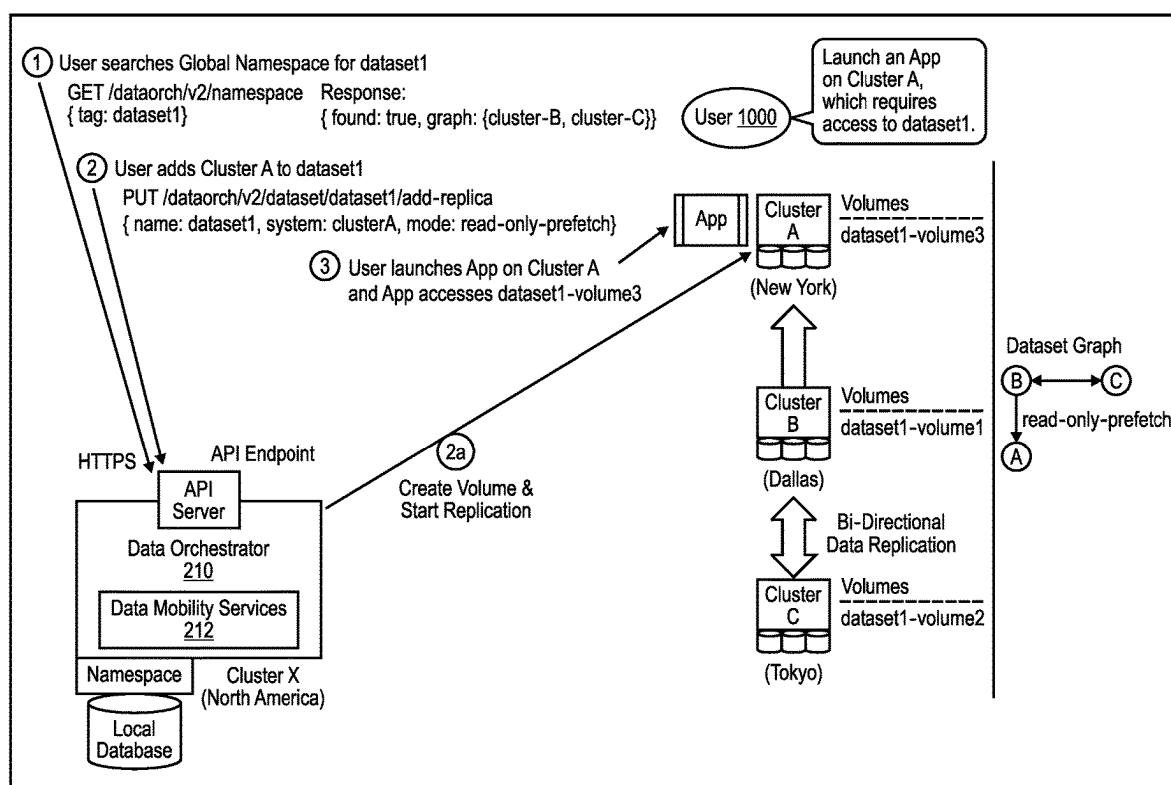 1 User searches Global Namespace for dataset1
GET /dataorch/v2/namespace Response:
{ tag: dataset1} { found: true, graph: {cluster-B, cluster-C}}
User 1000
Launch an App
on Cluster A,
which requires
access to dataset1.
2 User adds Cluster A to dataset1
PUT /dataorch/v2/dataset/dataset1/add-replica
{ name: dataset1, system: clusterA, mode: read-only-prefetch}
App
Cluster
A
Volumes
dataset1-volume3
(New York)
3 User launches App on Cluster A
and App accesses dataset1-volume3
Dataset Graph
B
C
read-only-prefetch
A
Cluster
B
Volumes
dataset1-volume1
(Dallas)
2a
Create Volume &
Start Replication
HTTPS
API Endpoint
API
Server
Data Orchestrator
210
Data Mobility Services
212
Bi-Directional
Data Replication
Cluster
C
Volumes
dataset1-volume2
(Tokyo)
Namespace
Cluster X
(North America)
Local
Database